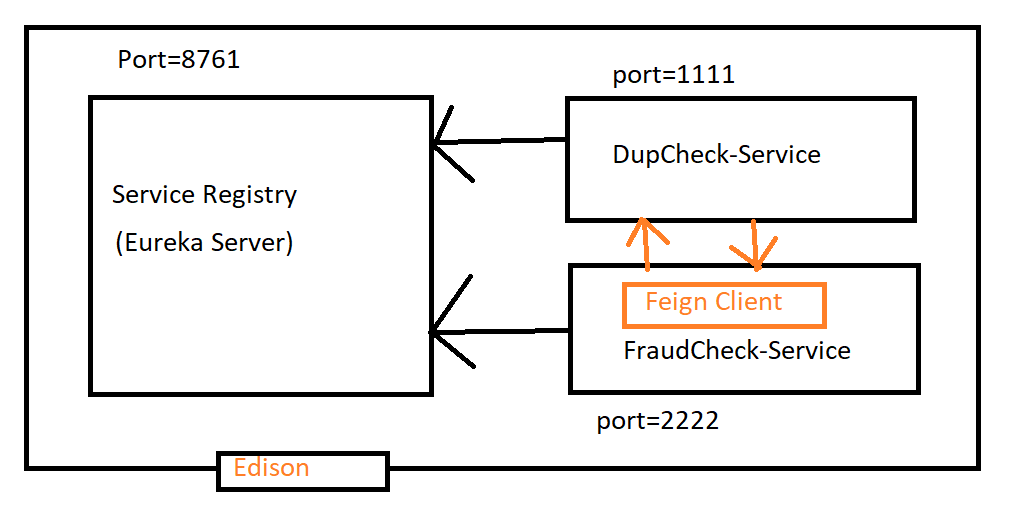 Port=8761
port=1111
Service Registry
(Eureka Server)
DupCheck-Service
Feign Client
FraudCheck-Service
port=2222
Edison